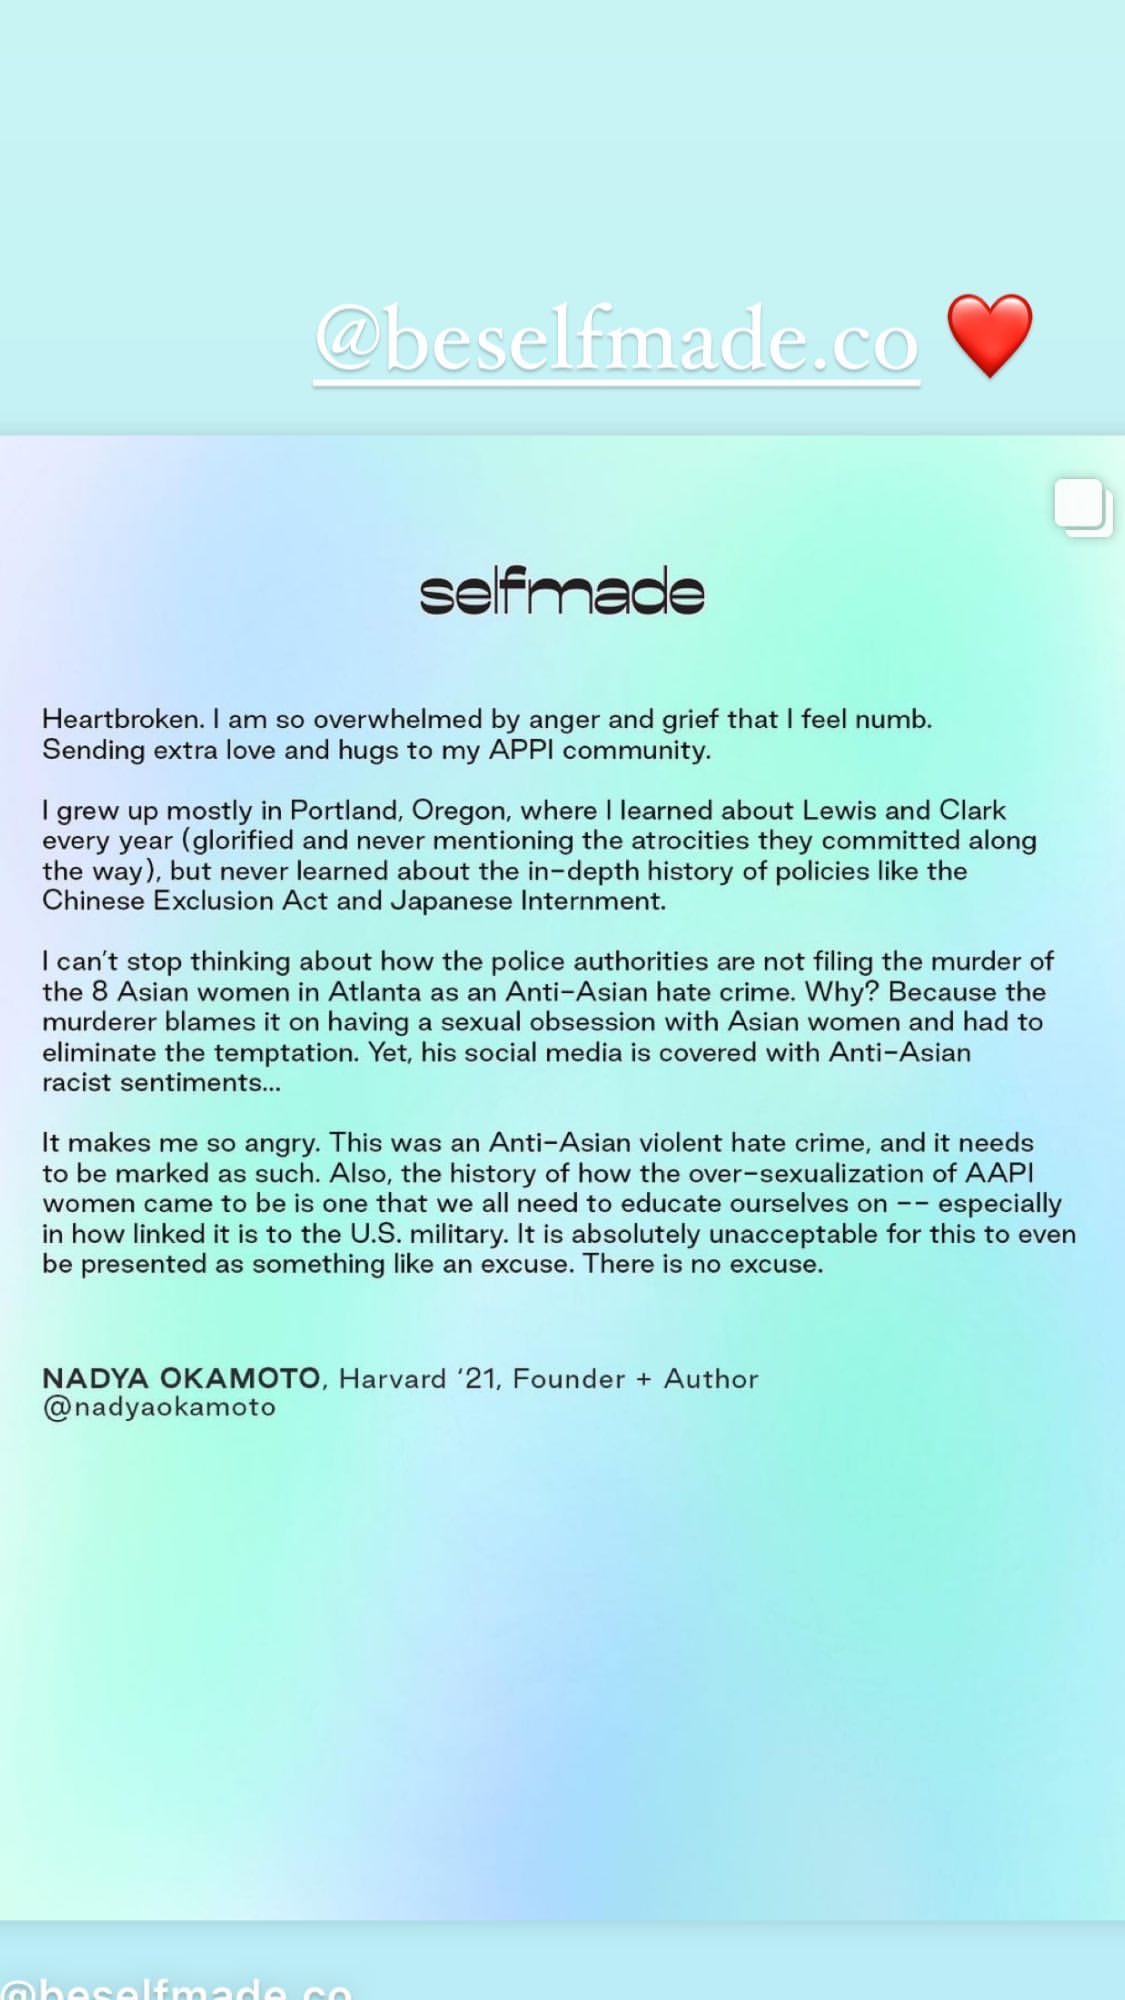 @beselfmade.co ❤️
selfmade
Heartbroken. I am so overwhelmed by anger and grief that I feel numb.
Sending extra love and hugs to my APPI community.
I grew up mostly in Portland, Oregon, where I learned about Lewis and Clark
every year (glorified and never mentioning the atrocities they committed along
the way), but never learned about the in-depth history of policies like the
Chinese Exclusion Act and Japanese Internment.
I can't stop thinking about how the police authorities are not filing the murder of
the 8 Asian women in Atlanta as an Anti-Asian hate crime. Why? Because the
murderer blames it on having a sexual obsession with Asian women and had to
eliminate the temptation. Yet, his social media is covered with Anti-Asian
racist sentiments...
It makes me so angry. This was an Anti-Asian violent hate crime, and it needs
to be marked as such. Also, the history of how the over-sexualization of AAPI
women came to be is one that we all need to educate ourselves on -- especially
in how linked it is to the U.S. military. It is absolutely unacceptable for this to even
be presented as something like an excuse. There is no excuse.
NADYA OKAMOTO, Harvard ‘21, Founder + Author
@nadyaokamoto
@beselfmade.co